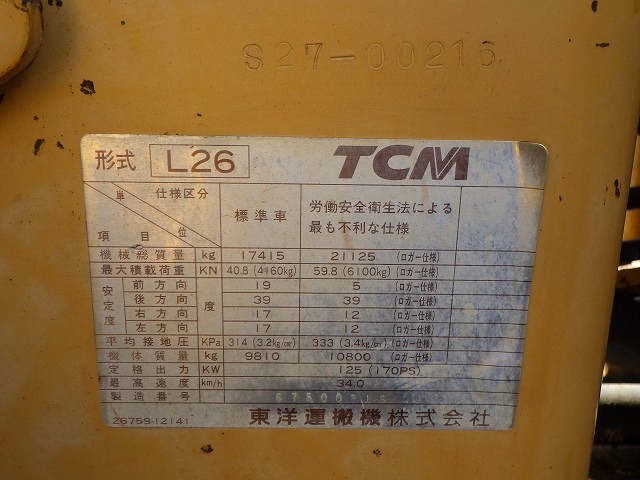 S27-00216
形式 L26 TCM
単位 仕様区分 項目 標準車 労働安全衛生法による
最も不利な仕様
機械総質量 kg 17415 21125 (ロガー仕様)
最大積載荷重 KN 40.8 (4160kg) 59.8 (6100kg) (ロガー仕様)
安定度 前方向 度 19 5 (ロガー仕様)
後方向 39 39 (ロガー仕様)
右方向 17 12 (ロガー仕様)
左方向 17 12 (ロガー仕様)
平均接地圧 KPa 314 (3.2kg/c㎡) 333 (3.4kg/c㎡) (ロガー仕様)
機体質量 kg 9810 10800 (ロガー仕様)
定格出力 KW 125 (170PS)
最高速度 km/h 34.0
製造番号
26759-12141 東洋運搬機株式会社